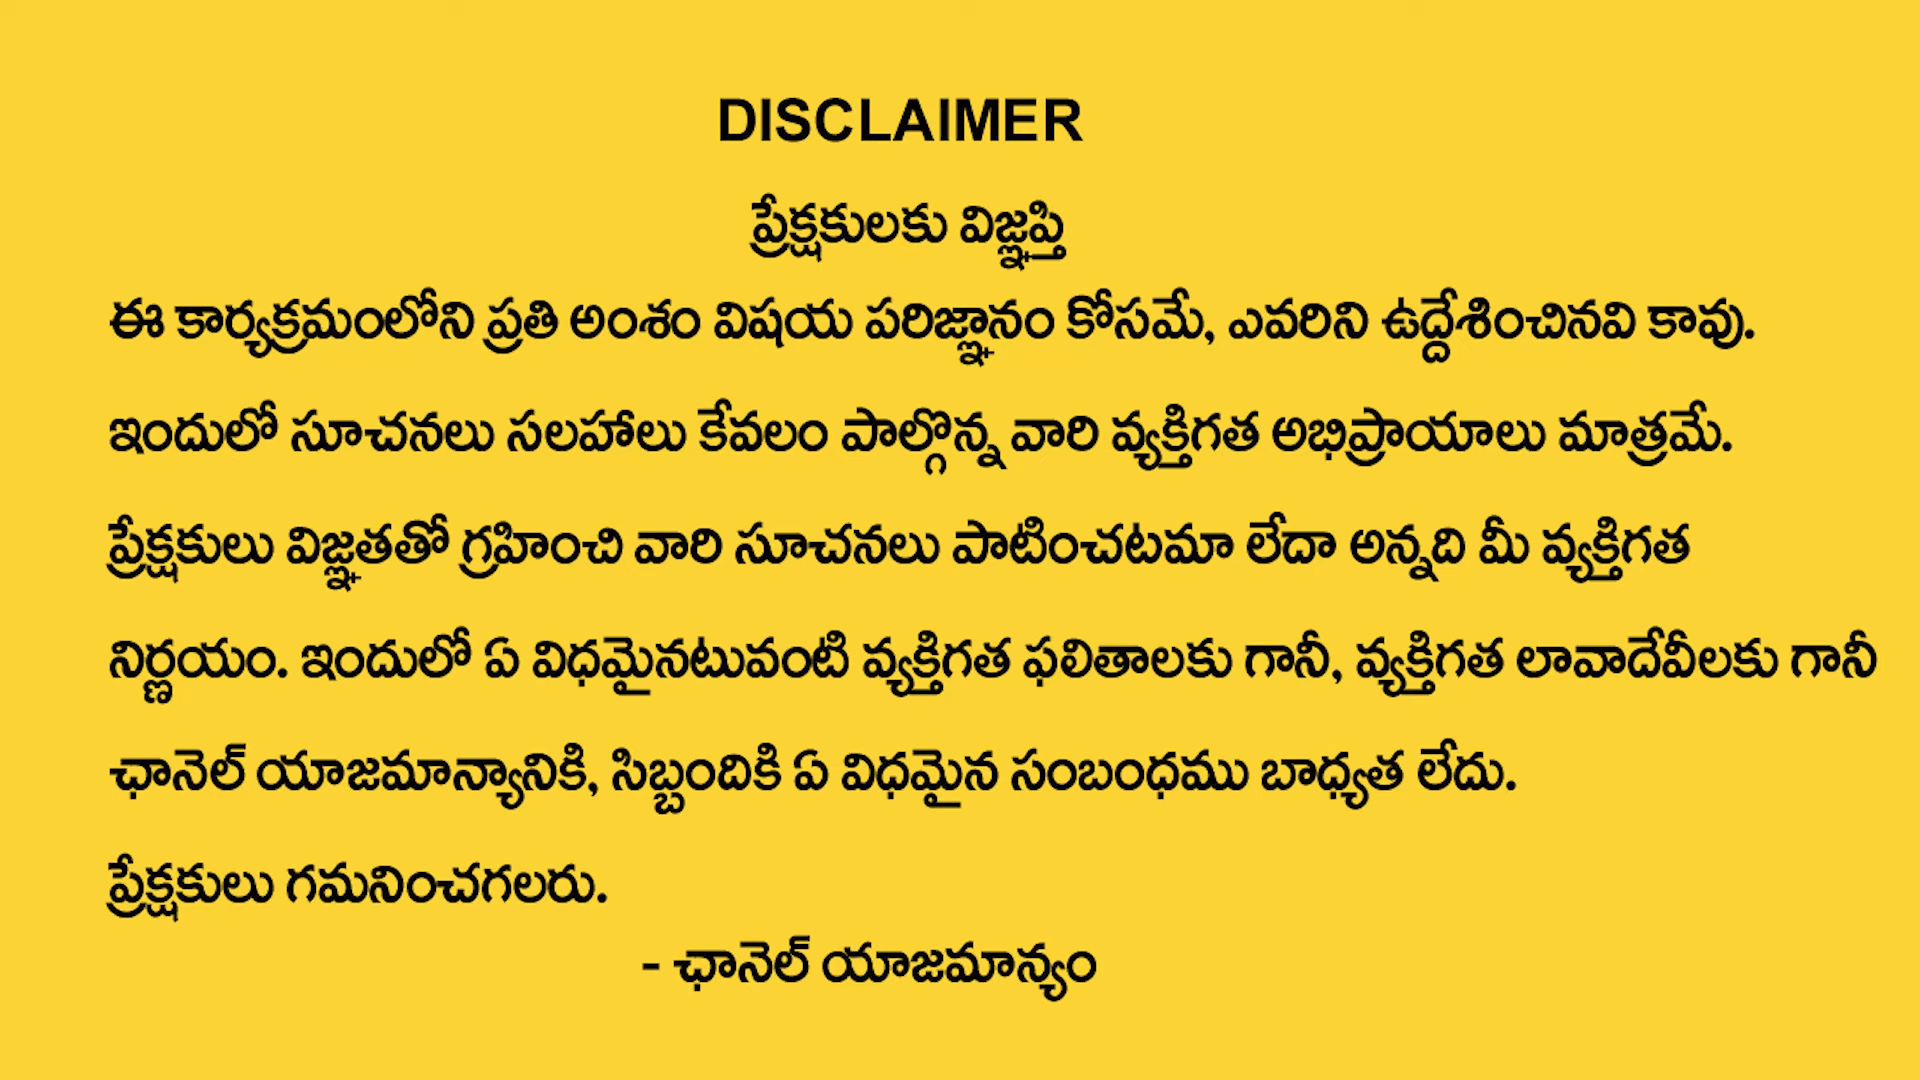 DISCLAIMER
ప్రేక్షకులకు విజ్ఞప్తి
ఈ కార్యక్రమంలోని ప్రతి అంశం విషయ పరిజ్ఞానం కోసమే, ఎవరిని ఉద్దేశించినవి కావు.
ఇందులో సూచనలు సలహాలు కేవలం పాల్గొన్న వారి వ్యక్తిగత అభిప్రాయాలు మాత్రమే.
ప్రేక్షకులు విజ్ఞతతో గ్రహించి వారి సూచనలు పాటించటమా లేదా అన్నది మీ వ్యక్తిగత
నిర్ణయం. ఇందులో ఏ విధమైనటువంటి వ్యక్తిగత ఫలితాలకు గానీ, వ్యక్తిగత లావాదేవీలకు గానీ
ఛానెల్ యాజమాన్యానికి, సిబ్బందికి ఏ విధమైన సంబంధము బాధ్యత లేదు.
ప్రేక్షకులు గమనించగలరు.
- ఛానెల్ యాజమాన్యం